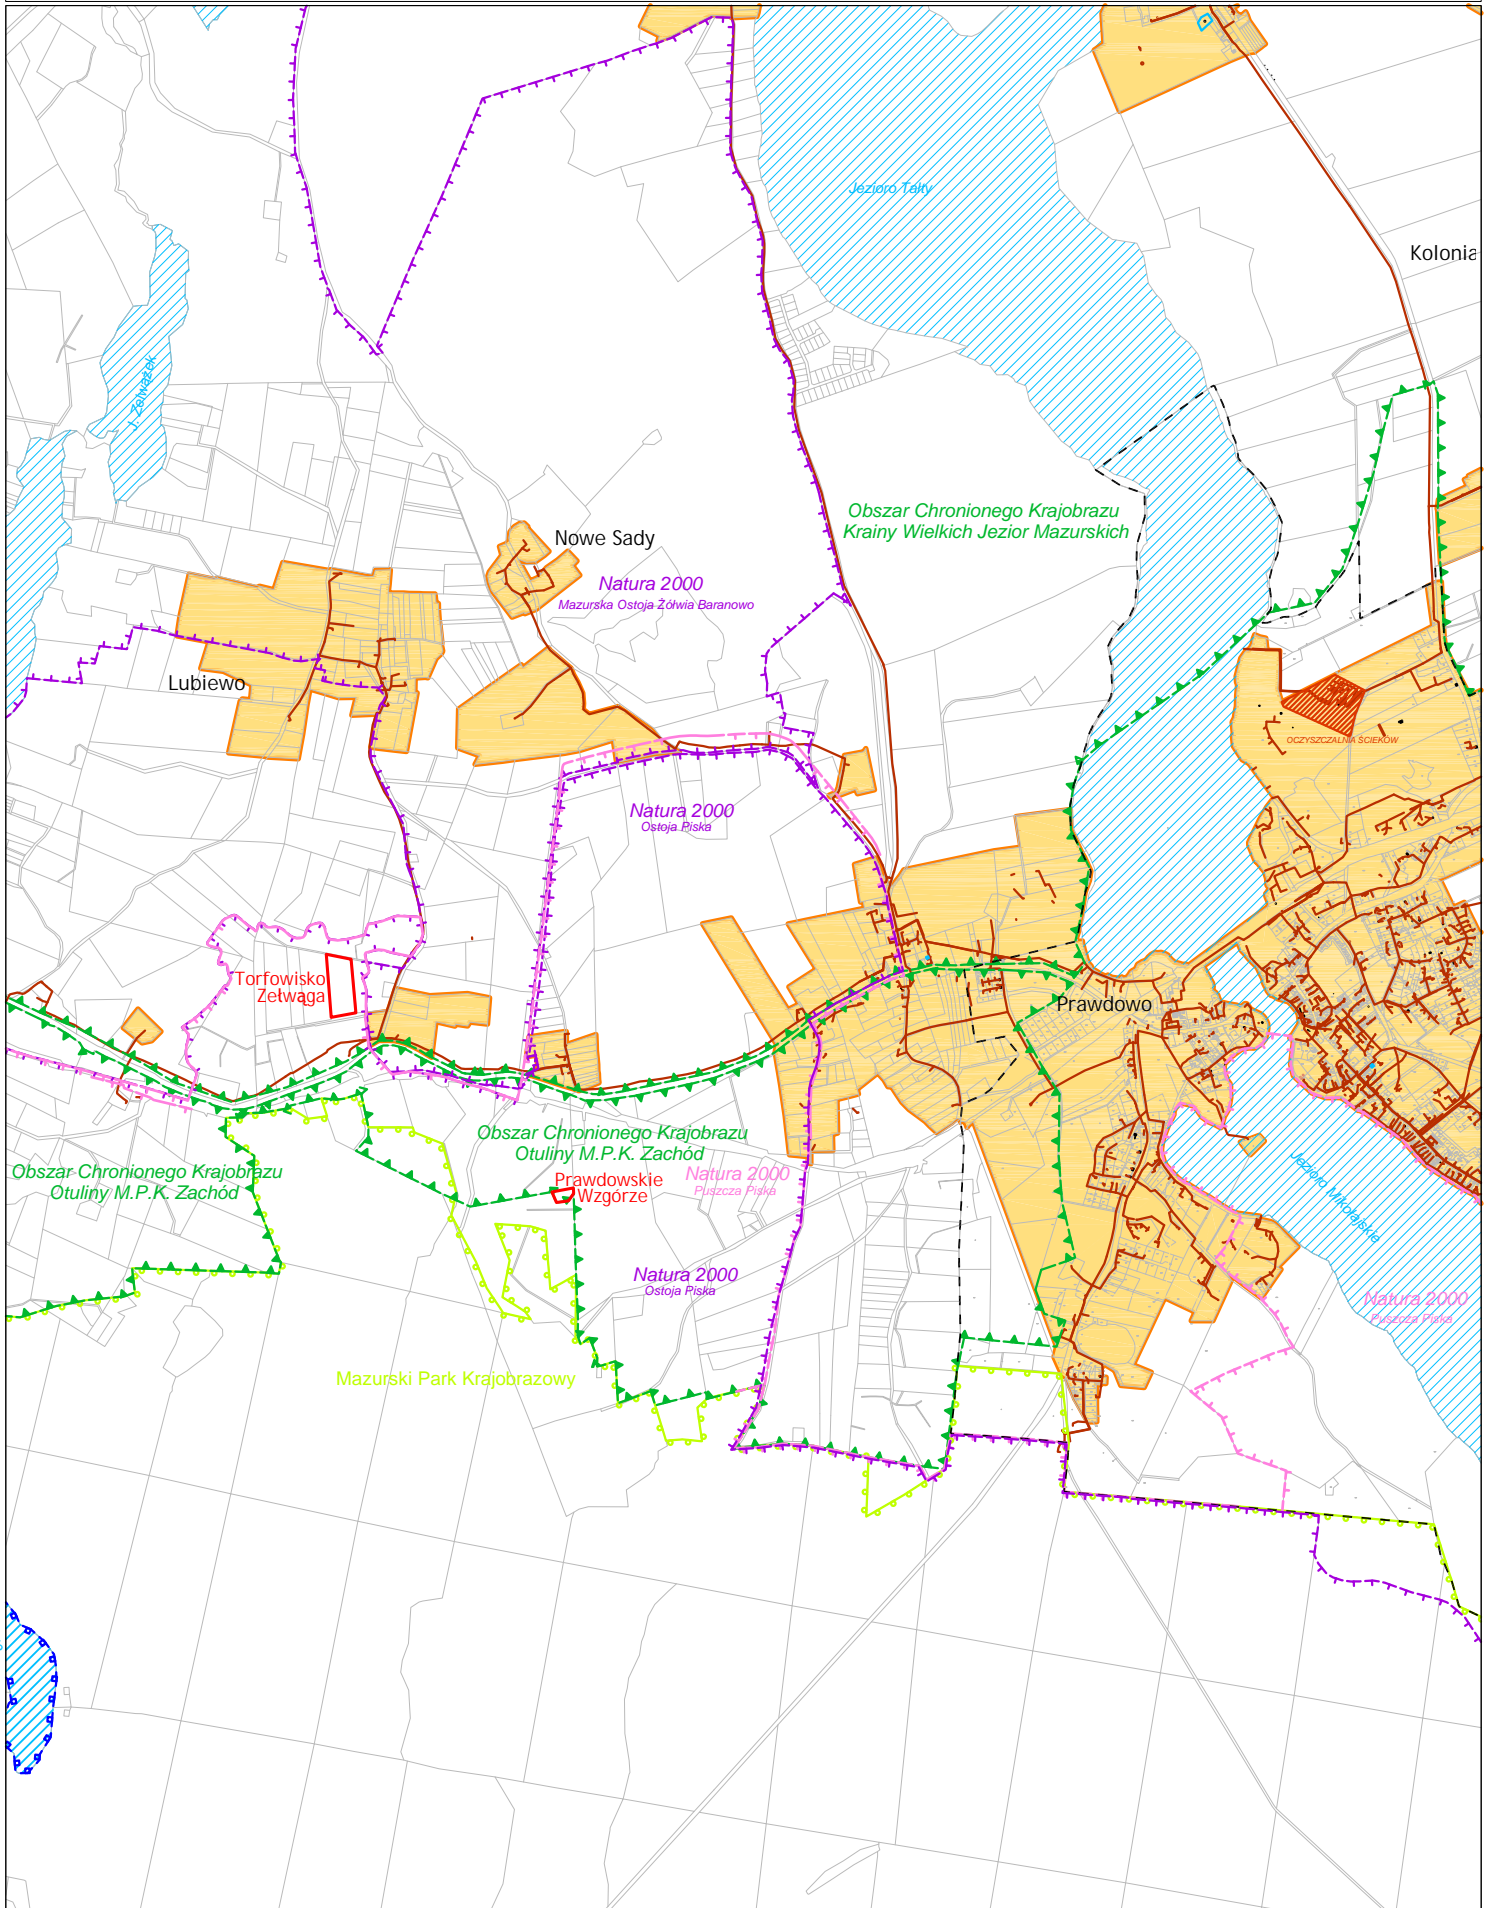 Jezioro Tałty
Kolonia
J. Zełwążek
Obszar Chronionego Krajobrazu
Krainy Wielkich Jezior Mazurskich
Nowe Sady
Natura 2000
Mazurska Ostoja Żółwia Baranowo
Lubiewo
OCZYSZCZALNIA ŚCIEKÓW
Natura 2000
Ostoja Piska
Torfowisko
Zełwąga
Prawdowo
Obszar Chronionego Krajobrazu
Otuliny M.P.K. Zachód
Obszar Chronionego Krajobrazu
Otuliny M.P.K. Zachód
Prawdowskie
Wzgórze
Natura 2000
Puszcza Piska
Jezioro Mikołajskie
Natura 2000
Ostoja Piska
Natura 2000
Puszcza Piska
Mazurski Park Krajobrazowy